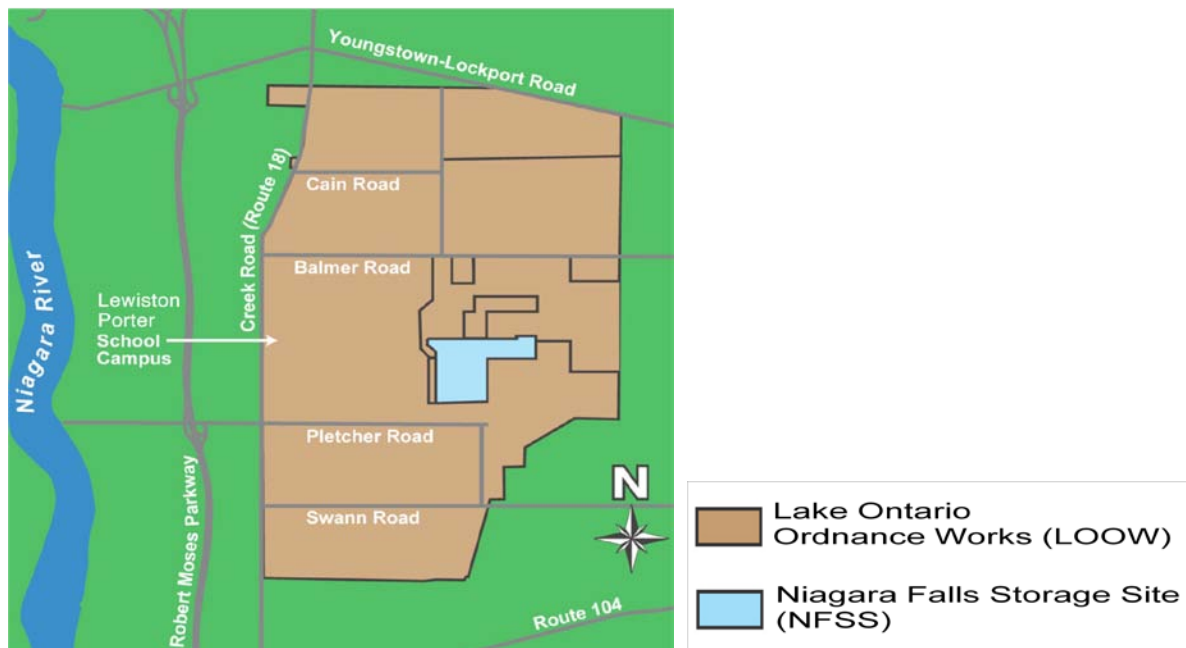 Youngstown-Lockport Road
Creek Road (Route 18)
Cain Road
Balmer Road
Lewiston
Porter
School
Campus
Niagara River
Pletcher Road
Robert Moses Parkway
Swann Road
N
Route 104
Lake Ontario
Ordnance Works (LOOW)
Niagara Falls Storage Site
(NFSS)